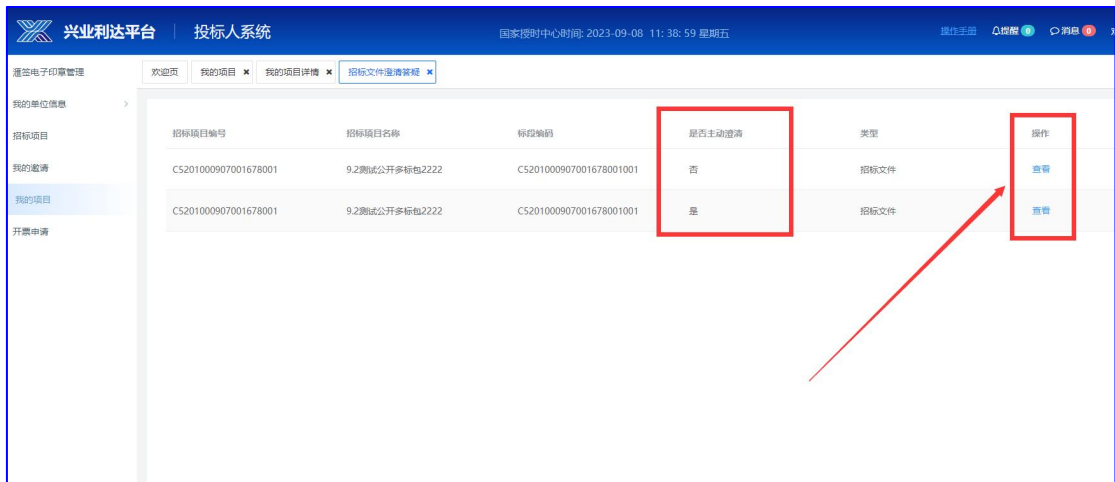 兴业利达平台 投标人系统 国家授时中心时间: 2023-09-08 11: 38: 59 星期五 操作手册 提醒 0 消息 0
欢迎页 我的项目 × 我的项目详情 × 招标文件澄清答疑 ×
滙签电子印章管理
我的单位信息 >
招标项目
我的邀请
我的项目
开票申请
招标项目编号 招标项目名称 标段编码 是否主动澄清 类型 操作
C5201000907001678001 9.2测试公开多标包2222 C5201000907001678001001 否 招标文件 查看
C5201000907001678001 9.2测试公开多标包2222 C5201000907001678001001 是 招标文件 查看